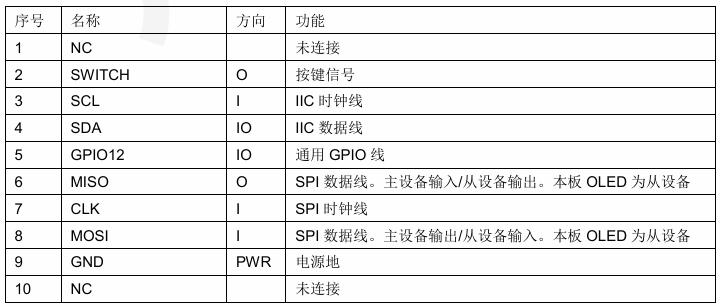 序号 名称 方向 功能
1 NC 未连接
2 SWITCH O 按键信号
3 SCL I IIC 时钟线
4 SDA IO IIC 数据线
5 GPIO12 IO 通用 GPIO 线
6 MISO O SPI 数据线。主设备输入/从设备输出。本板 OLED 为从设备
7 CLK I SPI 时钟线
8 MOSI I SPI 数据线。主设备输出/从设备输入。本板 OLED 为从设备
9 GND PWR 电源地
10 NC 未连接